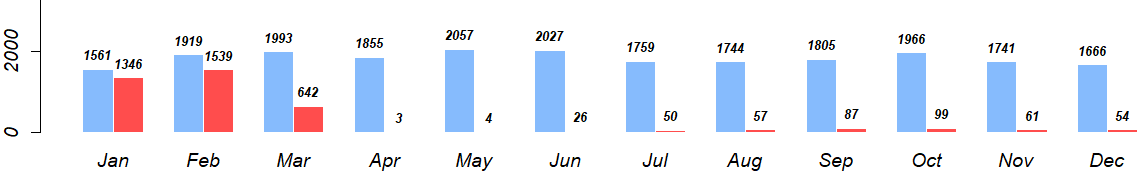 2000
0
1561 1346 1919 1539 1993 642 1855 3 2057 4 2027 26 1759 50 1744 57 1805 87 1966 99 1741 61 1666 54
Jan Feb Mar Apr May Jun Jul Aug Sep Oct Nov Dec